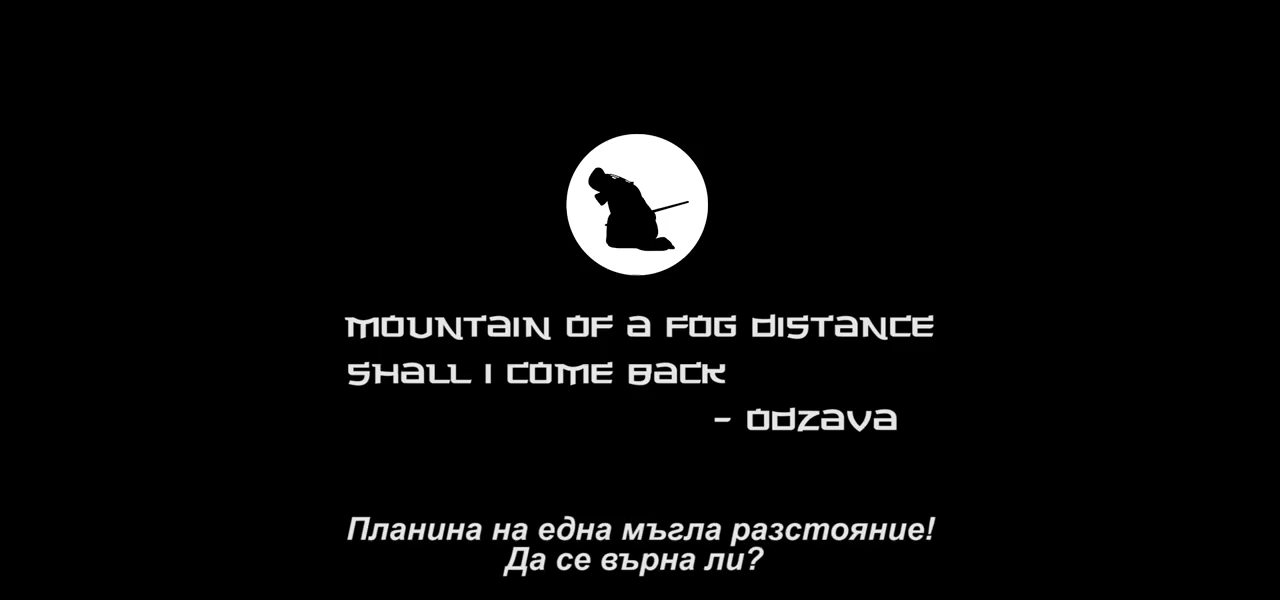 MOUNTAIN OF A FOG DISTANCE
SHALL I COME BACK
- ODZAVA
Планина на една мъгла разстояние!
Да се върна ли?